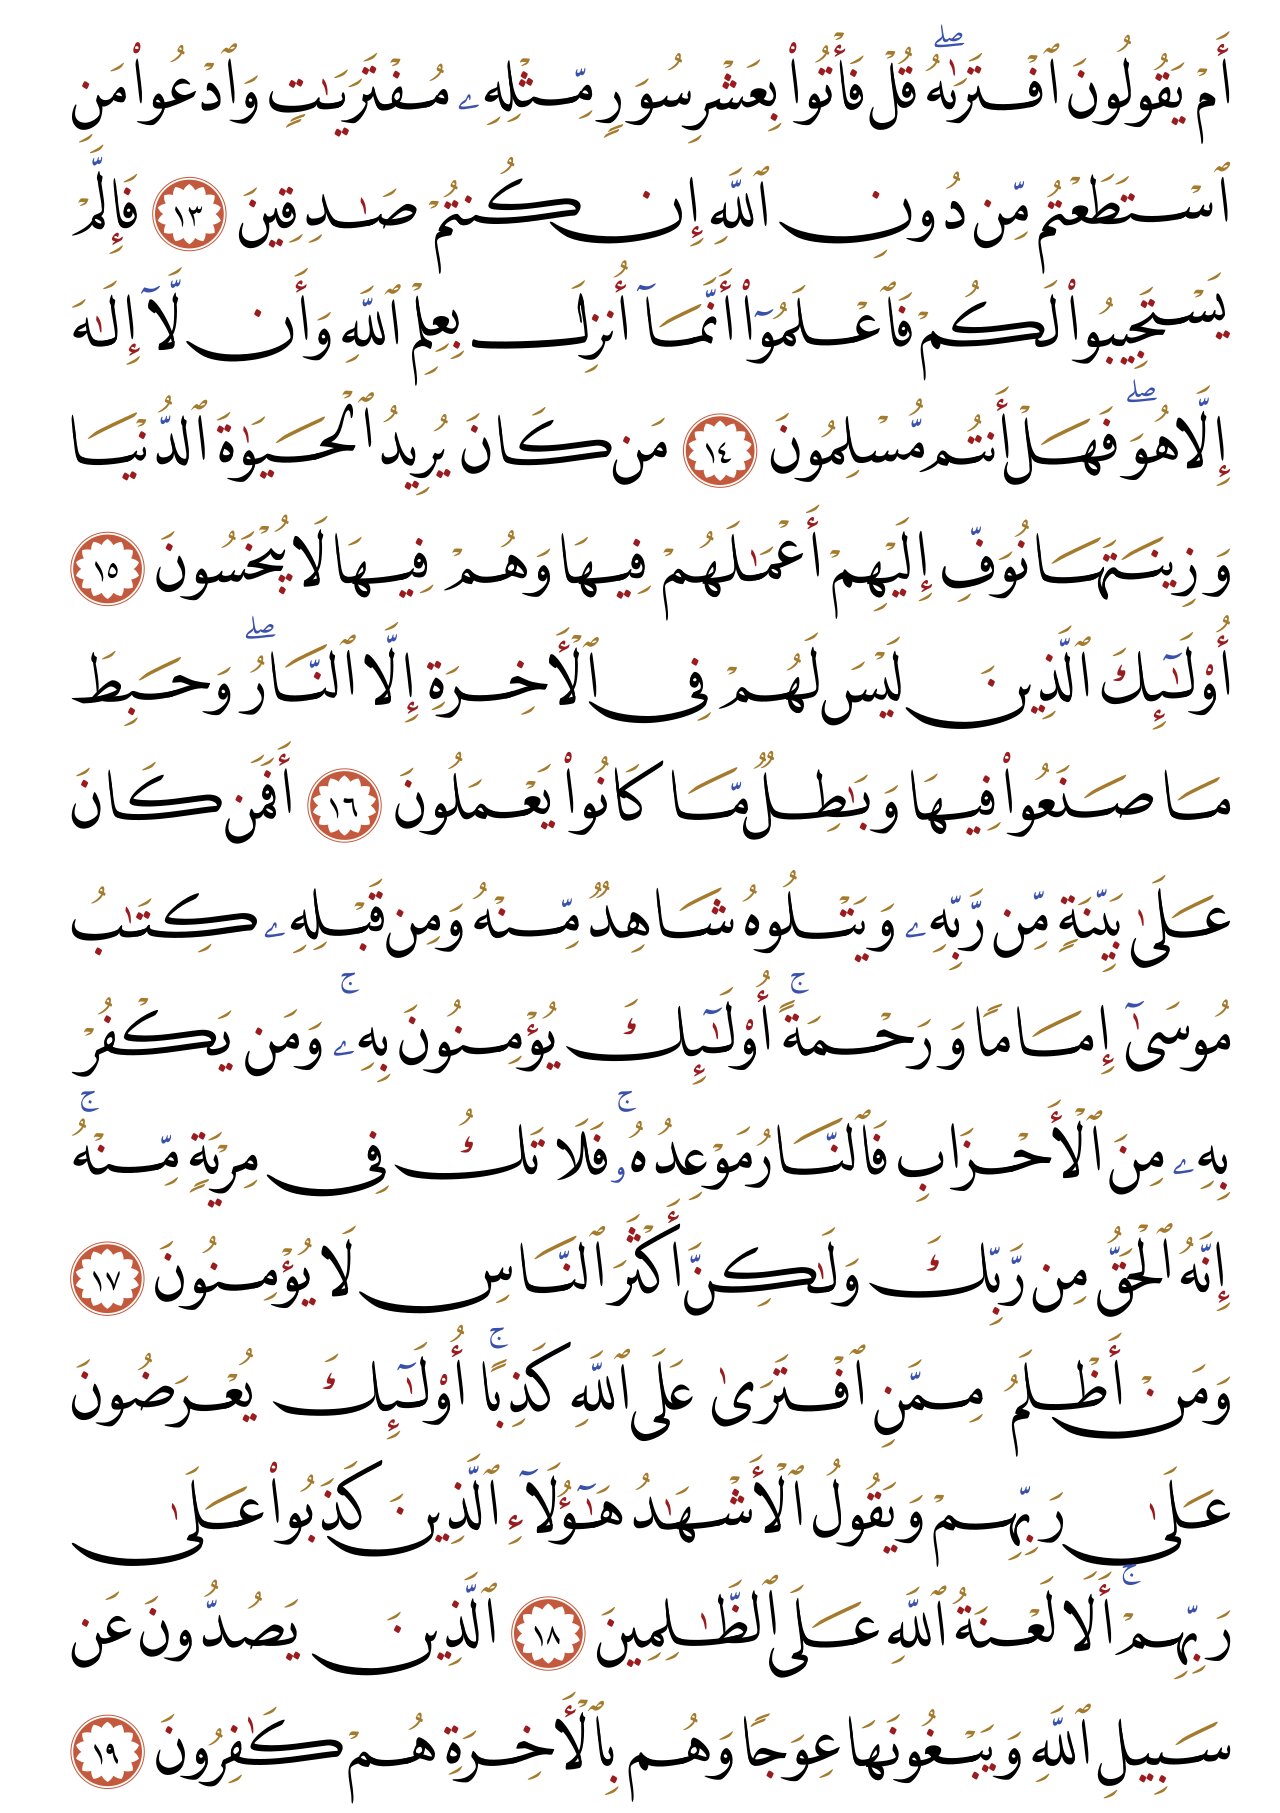 أَمْ يَقُولُونَ ٱفْتَرَىٰهُ ۖ قُلْ فَأْتُوا۟ بِعَشْرِ سُوَرٍ مِّثْلِهِۦ مُفْتَرَيَـٰتٍ وَٱدْعُوا۟ مَنِ
ٱسْتَطَعْتُم مِّن دُونِ ٱللَّهِ إِن كُنتُمْ صَـٰدِقِينَ ١٣ فَإِلَّمْ
يَسْتَجِيبُوا۟ لَكُمْ فَٱعْلَمُوٓا۟ أَنَّمَآ أُنزِلَ بِعِلْمِ ٱللَّهِ وَأَن لَّآ إِلَـٰهَ
إِلَّا هُوَ ۖ فَهَلْ أَنتُم مُّسْلِمُونَ ١٤ مَن كَانَ يُرِيدُ ٱلْحَيَوٰةَ ٱلدُّنْيَا
وَزِينَتَهَا نُوَفِّ إِلَيْهِمْ أَعْمَـٰلَهُمْ فِيهَا وَهُمْ فِيهَا لَا يُبْخَسُونَ ١٥
أُو۟لَـٰٓئِكَ ٱلَّذِينَ لَيْسَ لَهُمْ فِى ٱلْأَخِرَةِ إِلَّا ٱلنَّارُ ۖ وَحَبِطَ
مَا صَنَعُوا۟ فِيهَا وَبَـٰطِلٌ مَّا كَانُوا۟ يَعْمَلُونَ ١٦ أَفَمَن كَانَ
عَلَىٰ بَيِّنَةٍ مِّن رَّبِّهِۦ وَيَتْلُوهُ شَاهِدٌ مِّنْهُ وَمِن قَبْلِهِۦ كِتَـٰبُ
مُوسَىٰٓ إِمَامًا وَرَحْمَةً ۚ أُو۟لَـٰٓئِكَ يُؤْمِنُونَ بِهِۦ ۚ وَمَن يَكْفُرْ
بِهِۦ مِنَ ٱلْأَحْزَابِ فَٱلنَّارُ مَوْعِدُهُۥ ۚ فَلَا تَكُ فِى مِرْيَةٍ مِّنْهُ ۚ
إِنَّهُ ٱلْحَقُّ مِن رَّبِّكَ وَلَـٰكِنَّ أَكْثَرَ ٱلنَّاسِ لَا يُؤْمِنُونَ ١٧
وَمَنْ أَظْلَمُ مِمَّنِ ٱفْتَرَىٰ عَلَى ٱللَّهِ كَذِبًا ۚ أُو۟لَـٰٓئِكَ يُعْرَضُونَ
عَلَىٰ رَبِّهِمْ وَيَقُولُ ٱلْأَشْهَـٰدُ هَـٰٓؤُلَآءِ ٱلَّذِينَ كَذَبُوا۟ عَلَىٰ
رَبِّهِمْ ۚ أَلَا لَعْنَةُ ٱللَّهِ عَلَى ٱلظَّـٰلِمِينَ ١٨ ٱلَّذِينَ يَصُدُّونَ عَن
سَبِيلِ ٱللَّهِ وَيَبْغُونَهَا عِوَجًا وَهُم بِٱلْأَخِرَةِ هُمْ كَـٰفِرُونَ ١٩